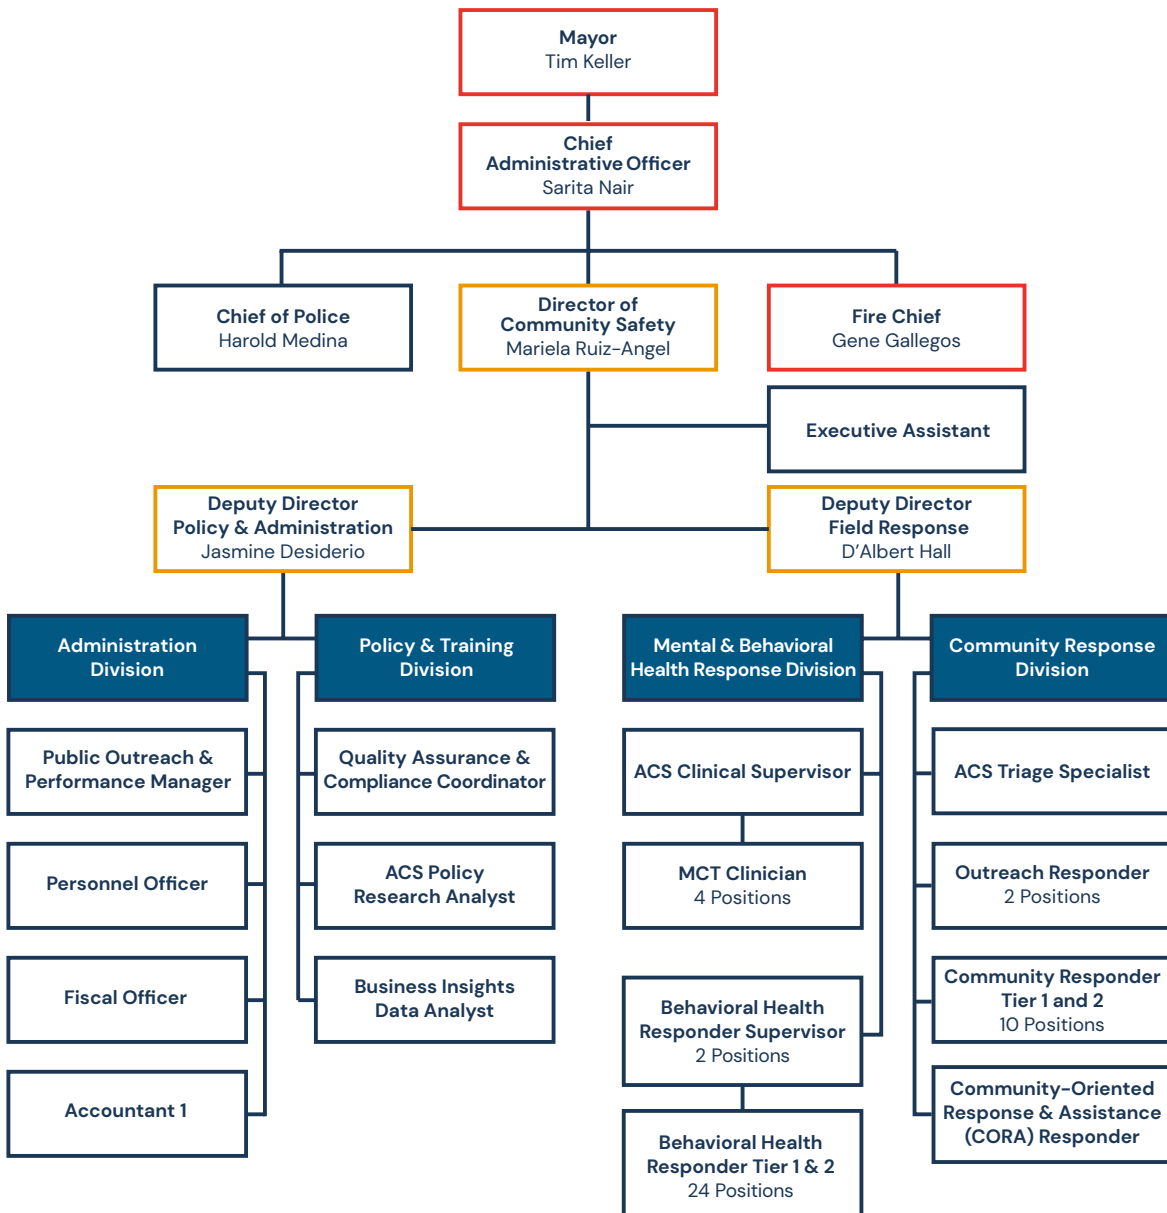 Mayor
Tim Keller
Chief
Administrative Officer
Sarita Nair
Chief of Police
Harold Medina
Director of
Community Safety
Mariela Ruiz-Angel
Fire Chief
Gene Gallegos
Executive Assistant
Deputy Director
Policy & Administration
Jasmine Desiderio
Deputy Director
Field Response
D’Albert Hall
Administration
Division
Policy & Training
Division
Mental & Behavioral
Health Response Division
Community Response
Division
Public Outreach &
Performance Manager
Quality Assurance &
Compliance Coordinator
ACS Clinical Supervisor
ACS Triage Specialist
Personnel Officer
ACS Policy
Research Analyst
MCT Clinician
4 Positions
Outreach Responder
2 Positions
Fiscal Officer
Business Insights
Data Analyst
Behavioral Health
Responder Supervisor
2 Positions
Community Responder
Tier 1 and 2
10 Positions
Accountant 1
Behavioral Health
Responder Tier 1 & 2
24 Positions
Community-Oriented
Response & Assistance
(CORA) Responder